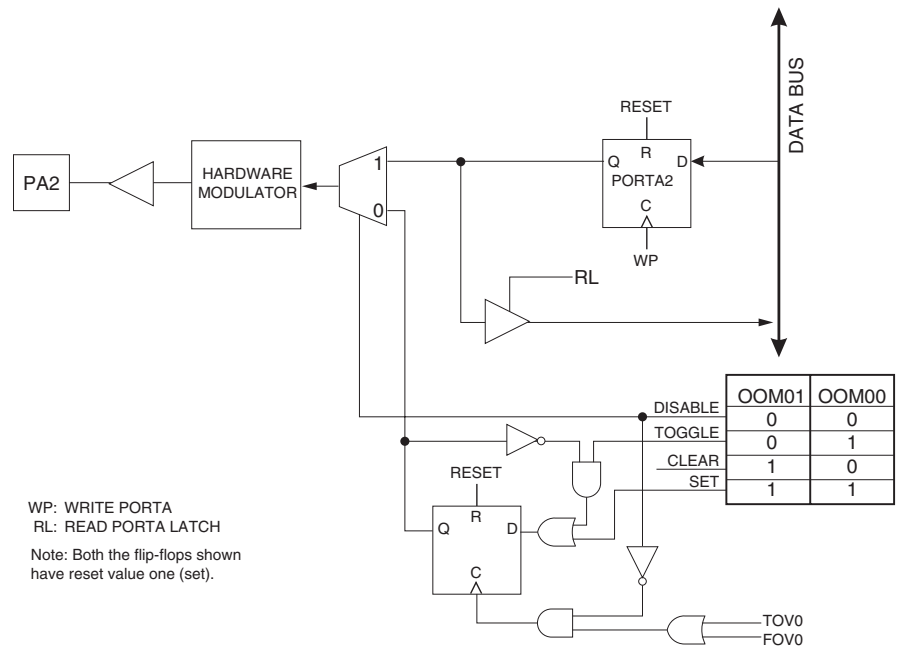 DATA BUS
RESET
R
Q
D
PORTA2
C
WP
1
0
HARDWARE
MODULATOR
PA2
RL
OOM01 OOM00
DISABLE 0 0
TOGGLE 0 1
CLEAR 1 0
SET 1 1
RESET
R
Q
D
C
TOV0
FOV0
WP: WRITE PORTA
RL: READ PORTA LATCH
Note: Both the flip-flops shown
have reset value one (set).